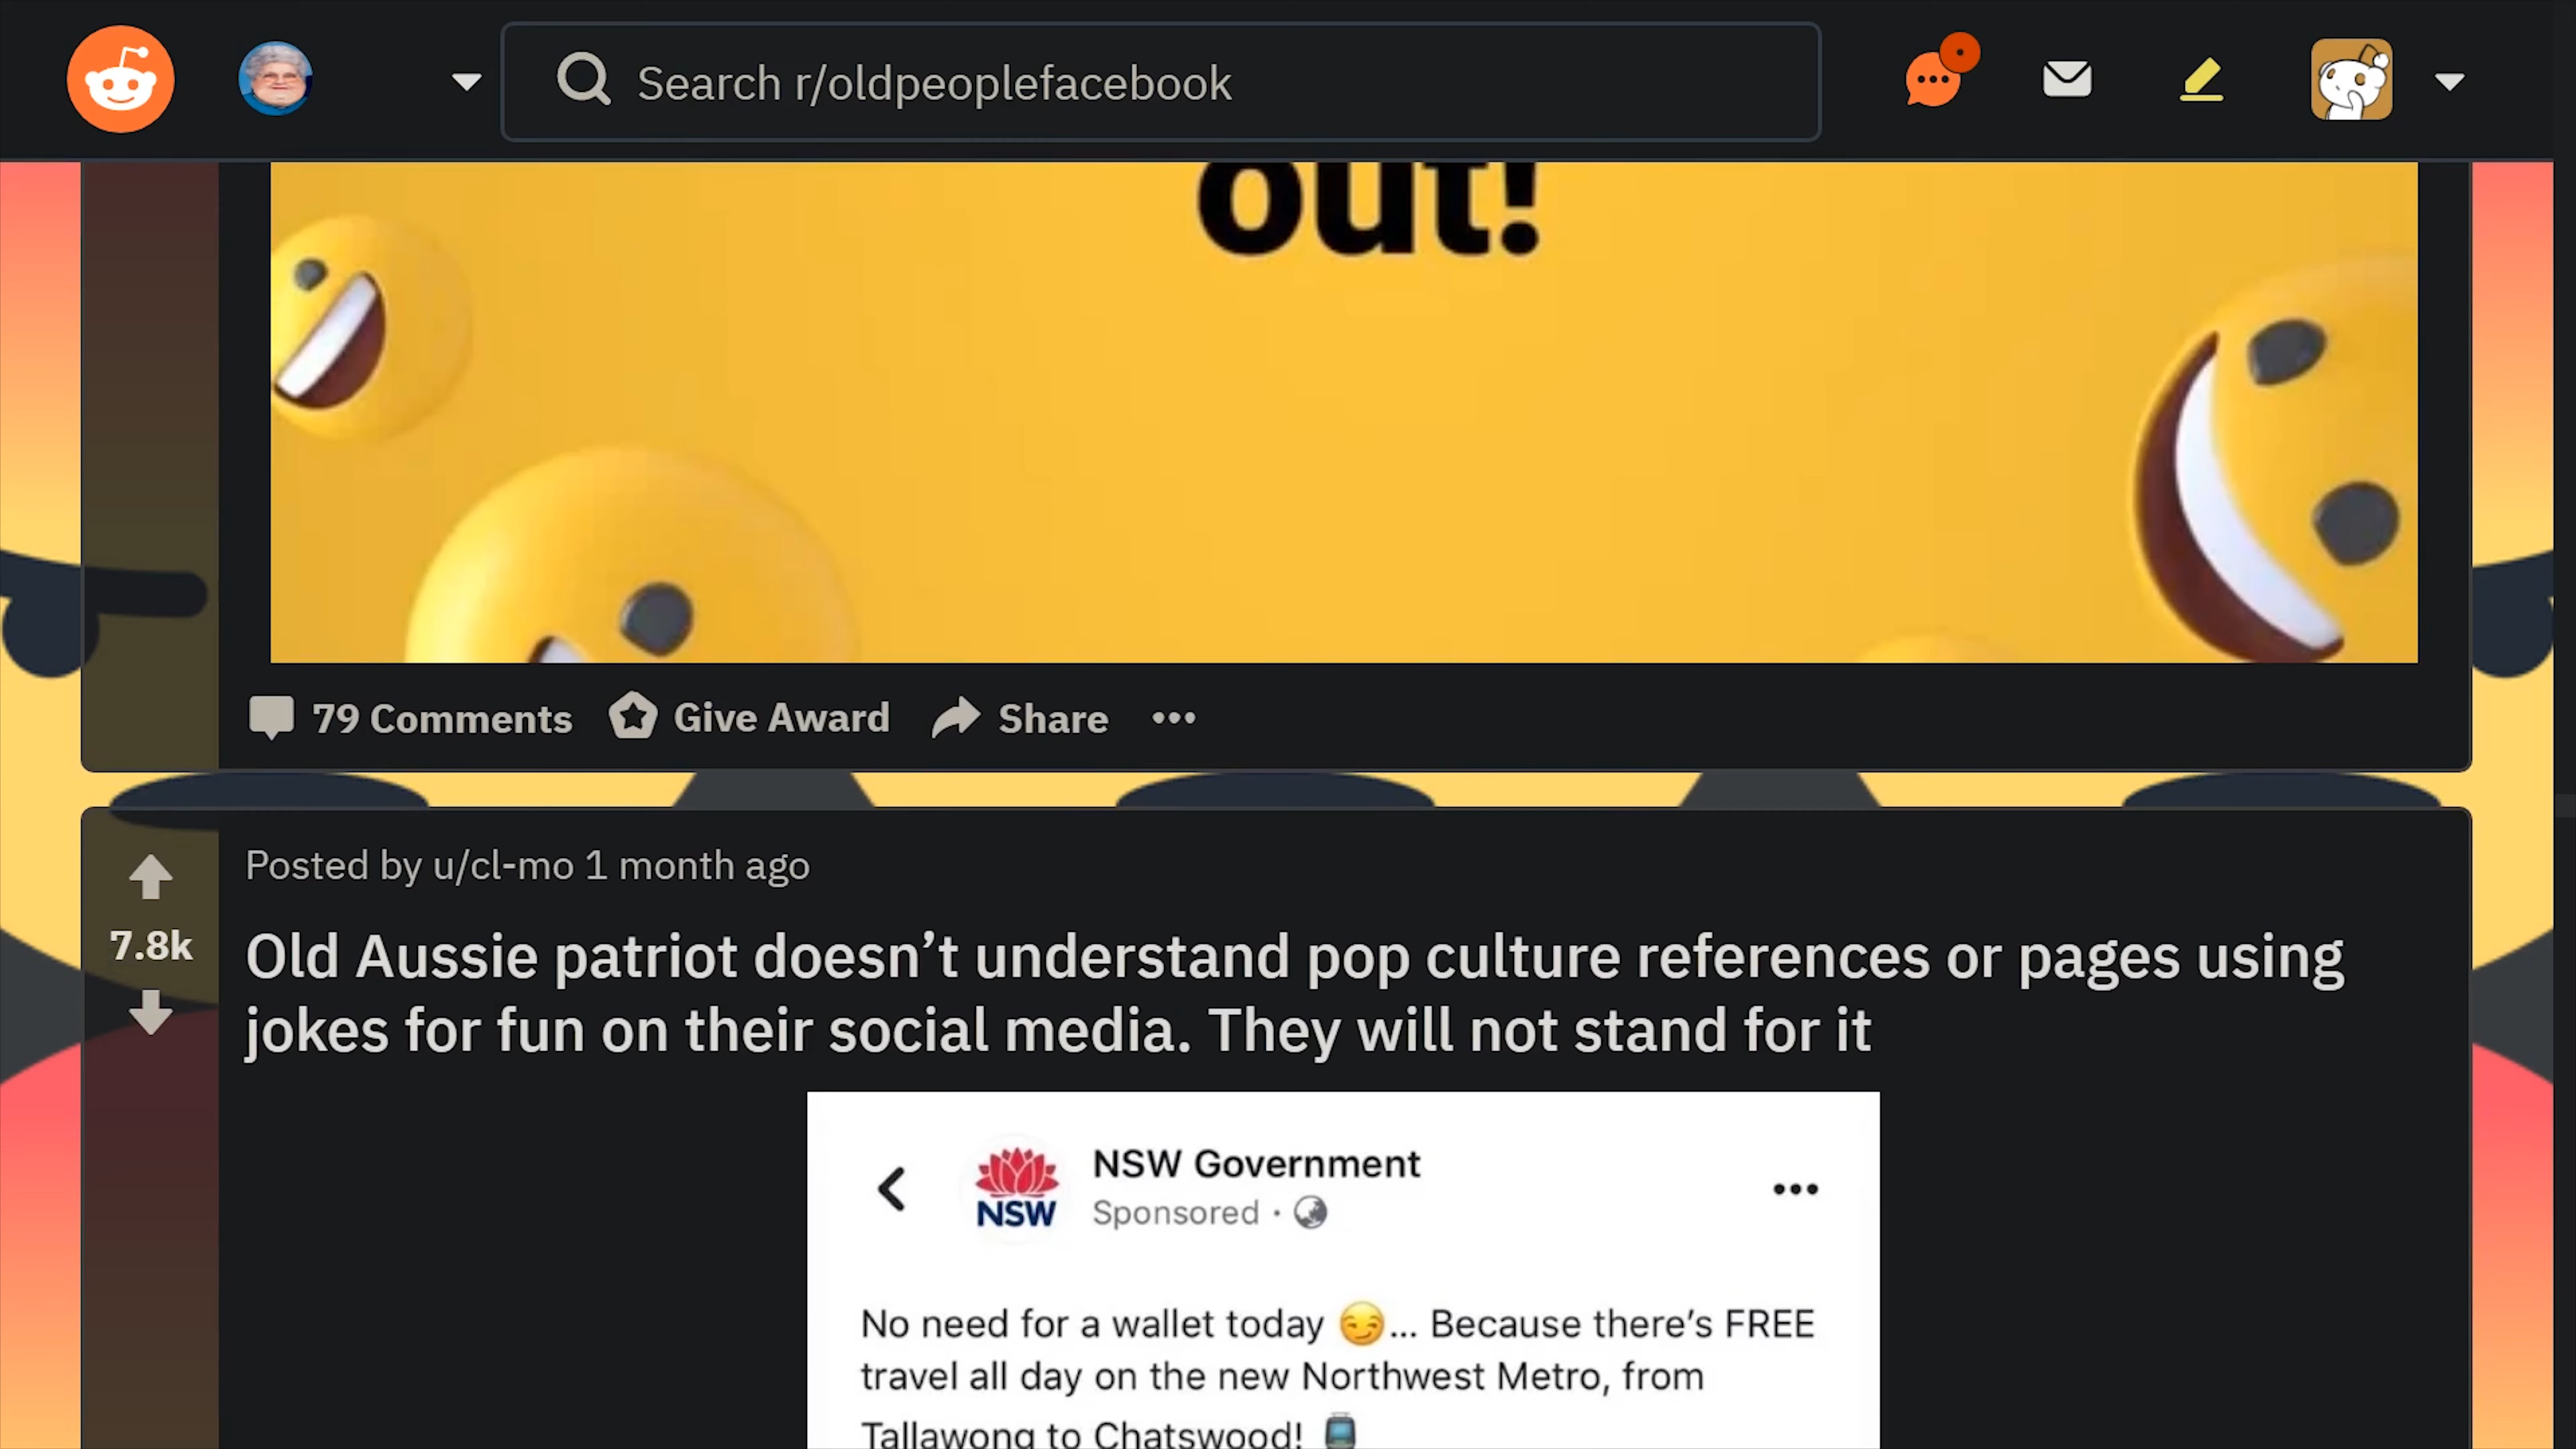 Search r/oldpeoplefacebook
out!
79 Comments Give Award Share
Posted by u/cl-mo 1 month ago
7.8k
Old Aussie patriot doesn’t understand pop culture references or pages using
jokes for fun on their social media. They will not stand for it
NSW Government
NSW
Sponsored ·
No need for a wallet today 😏... Because there’s FREE
travel all day on the new Northwest Metro, from
Tallawong to Chatswood! 🚆